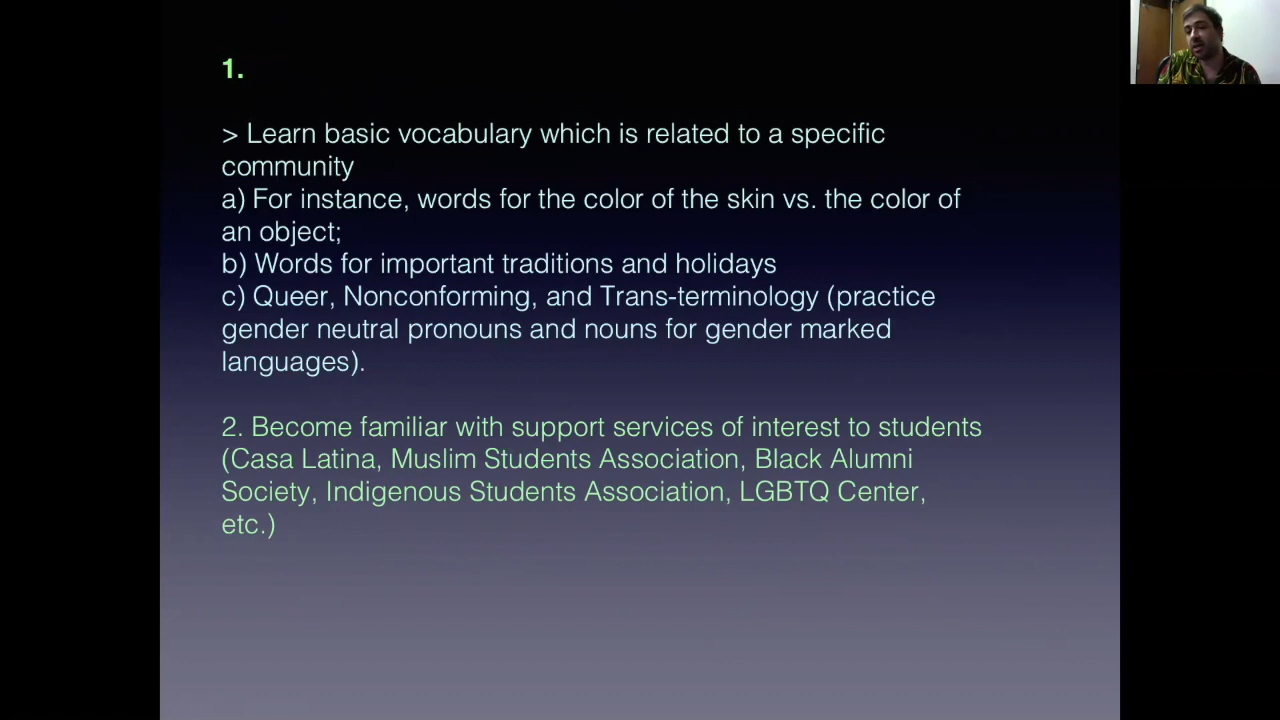 1.
> Learn basic vocabulary which is related to a specific
community
a) For instance, words for the color of the skin vs. the color of
an object;
b) Words for important traditions and holidays
c) Queer, Nonconforming, and Trans-terminology (practice
gender neutral pronouns and nouns for gender marked
languages).
2. Become familiar with support services of interest to students
(Casa Latina, Muslim Students Association, Black Alumni
Society, Indigenous Students Association, LGBTQ Center,
etc.)